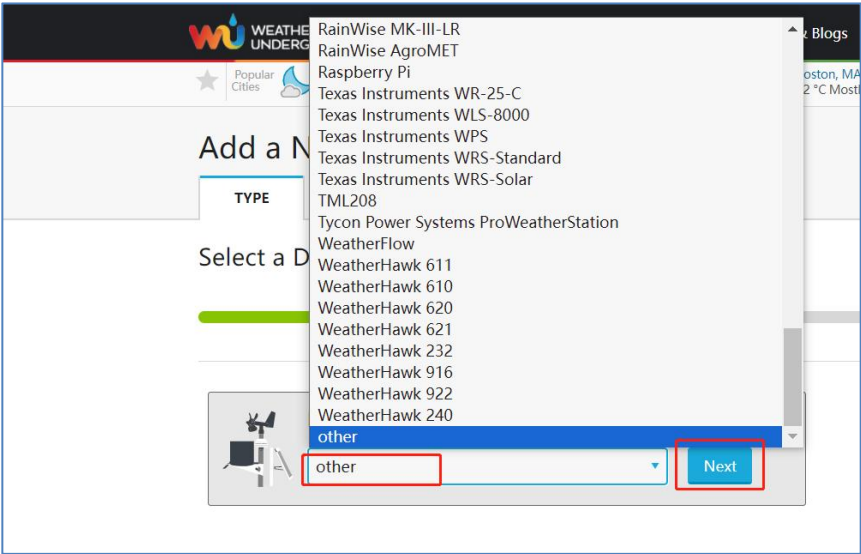 WEATHE
UNDERG
& Blogs
Popular
Cities
oston, MA
2 °C Mostl
Add a N
TYPE
Select a D
RainWise MK-III-LR
RainWise AgroMET
Raspberry Pi
Texas Instruments WR-25-C
Texas Instruments WLS-8000
Texas Instruments WPS
Texas Instruments WRS-Standard
Texas Instruments WRS-Solar
TML208
Tycon Power Systems ProWeatherStation
WeatherFlow
WeatherHawk 611
WeatherHawk 610
WeatherHawk 620
WeatherHawk 621
WeatherHawk 232
WeatherHawk 916
WeatherHawk 922
WeatherHawk 240
other
other
Next